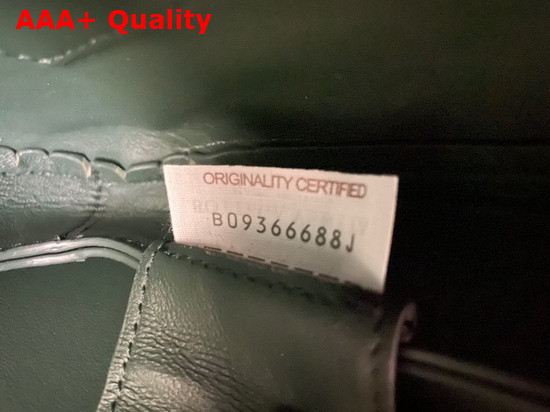 AAA+ Quality
ORIGINALITY CERTIFIED
B09366688J